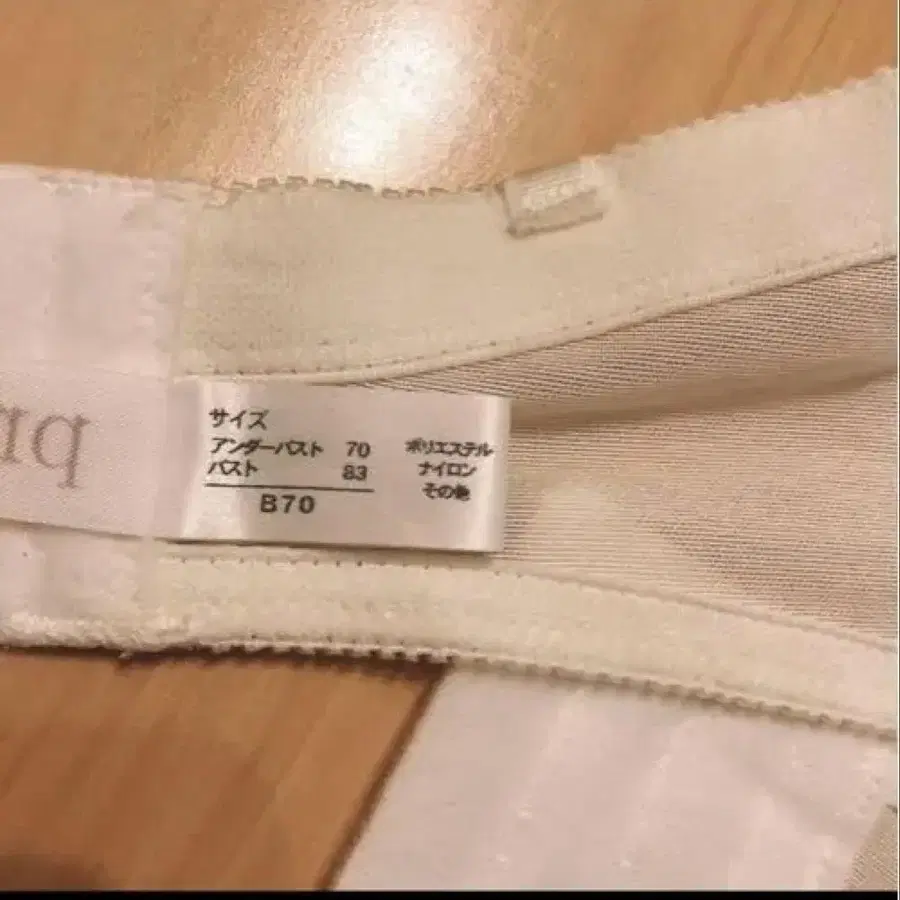 サイズ
アンダーバスト 70
バスト 83
B70
ポリエステル
ナイロン
その他